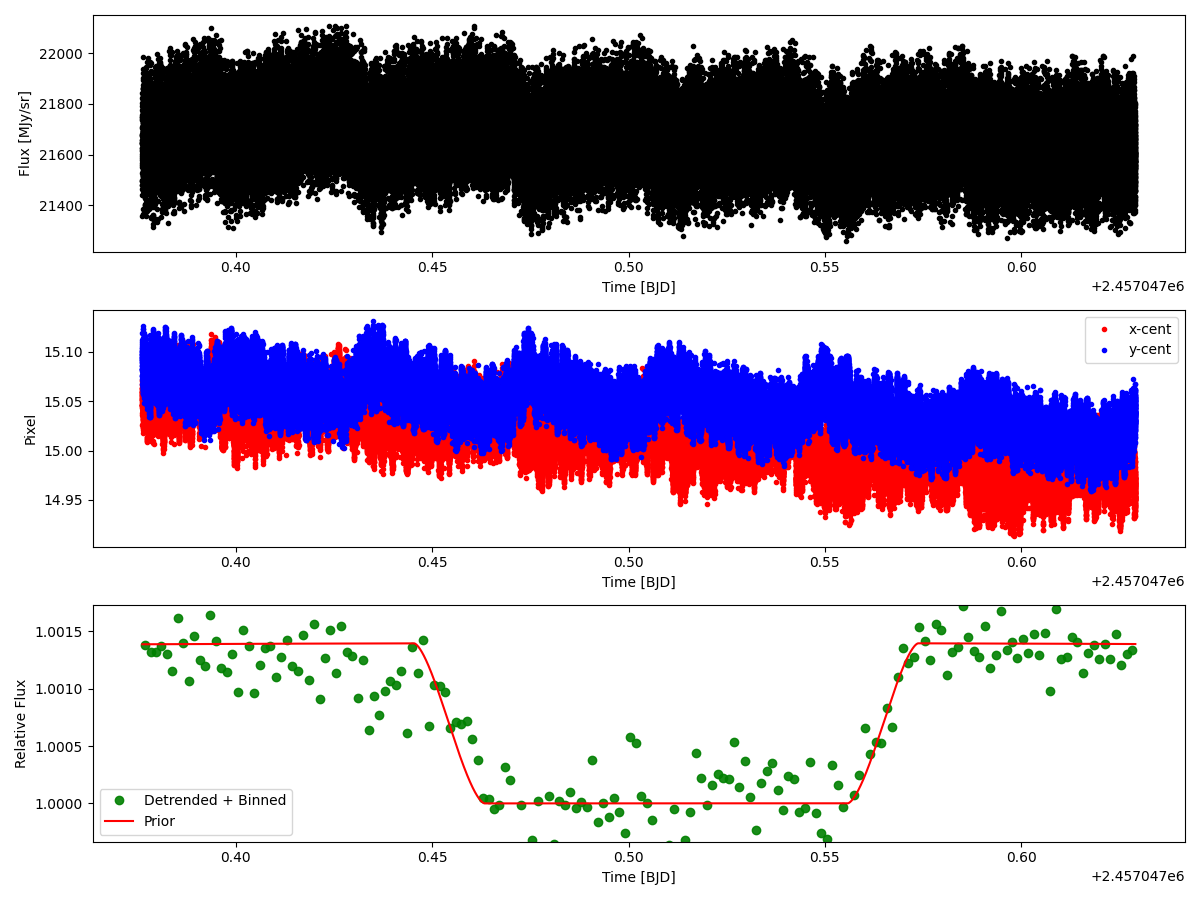 22000
21800
21600
21400
Flux [MJy/sr]
0.40 0.45 0.50 0.55 0.60
Time [BJD]
+2.457047e6
15.10
15.05
15.00
14.95
Pixel
x-cent
y-cent
0.40 0.45 0.50 0.55 0.60
Time [BJD]
+2.457047e6
1.0015
1.0010
1.0005
1.0000
Relative Flux
Detrended + Binned
Prior
0.40 0.45 0.50 0.55 0.60
Time [BJD]
+2.457047e6